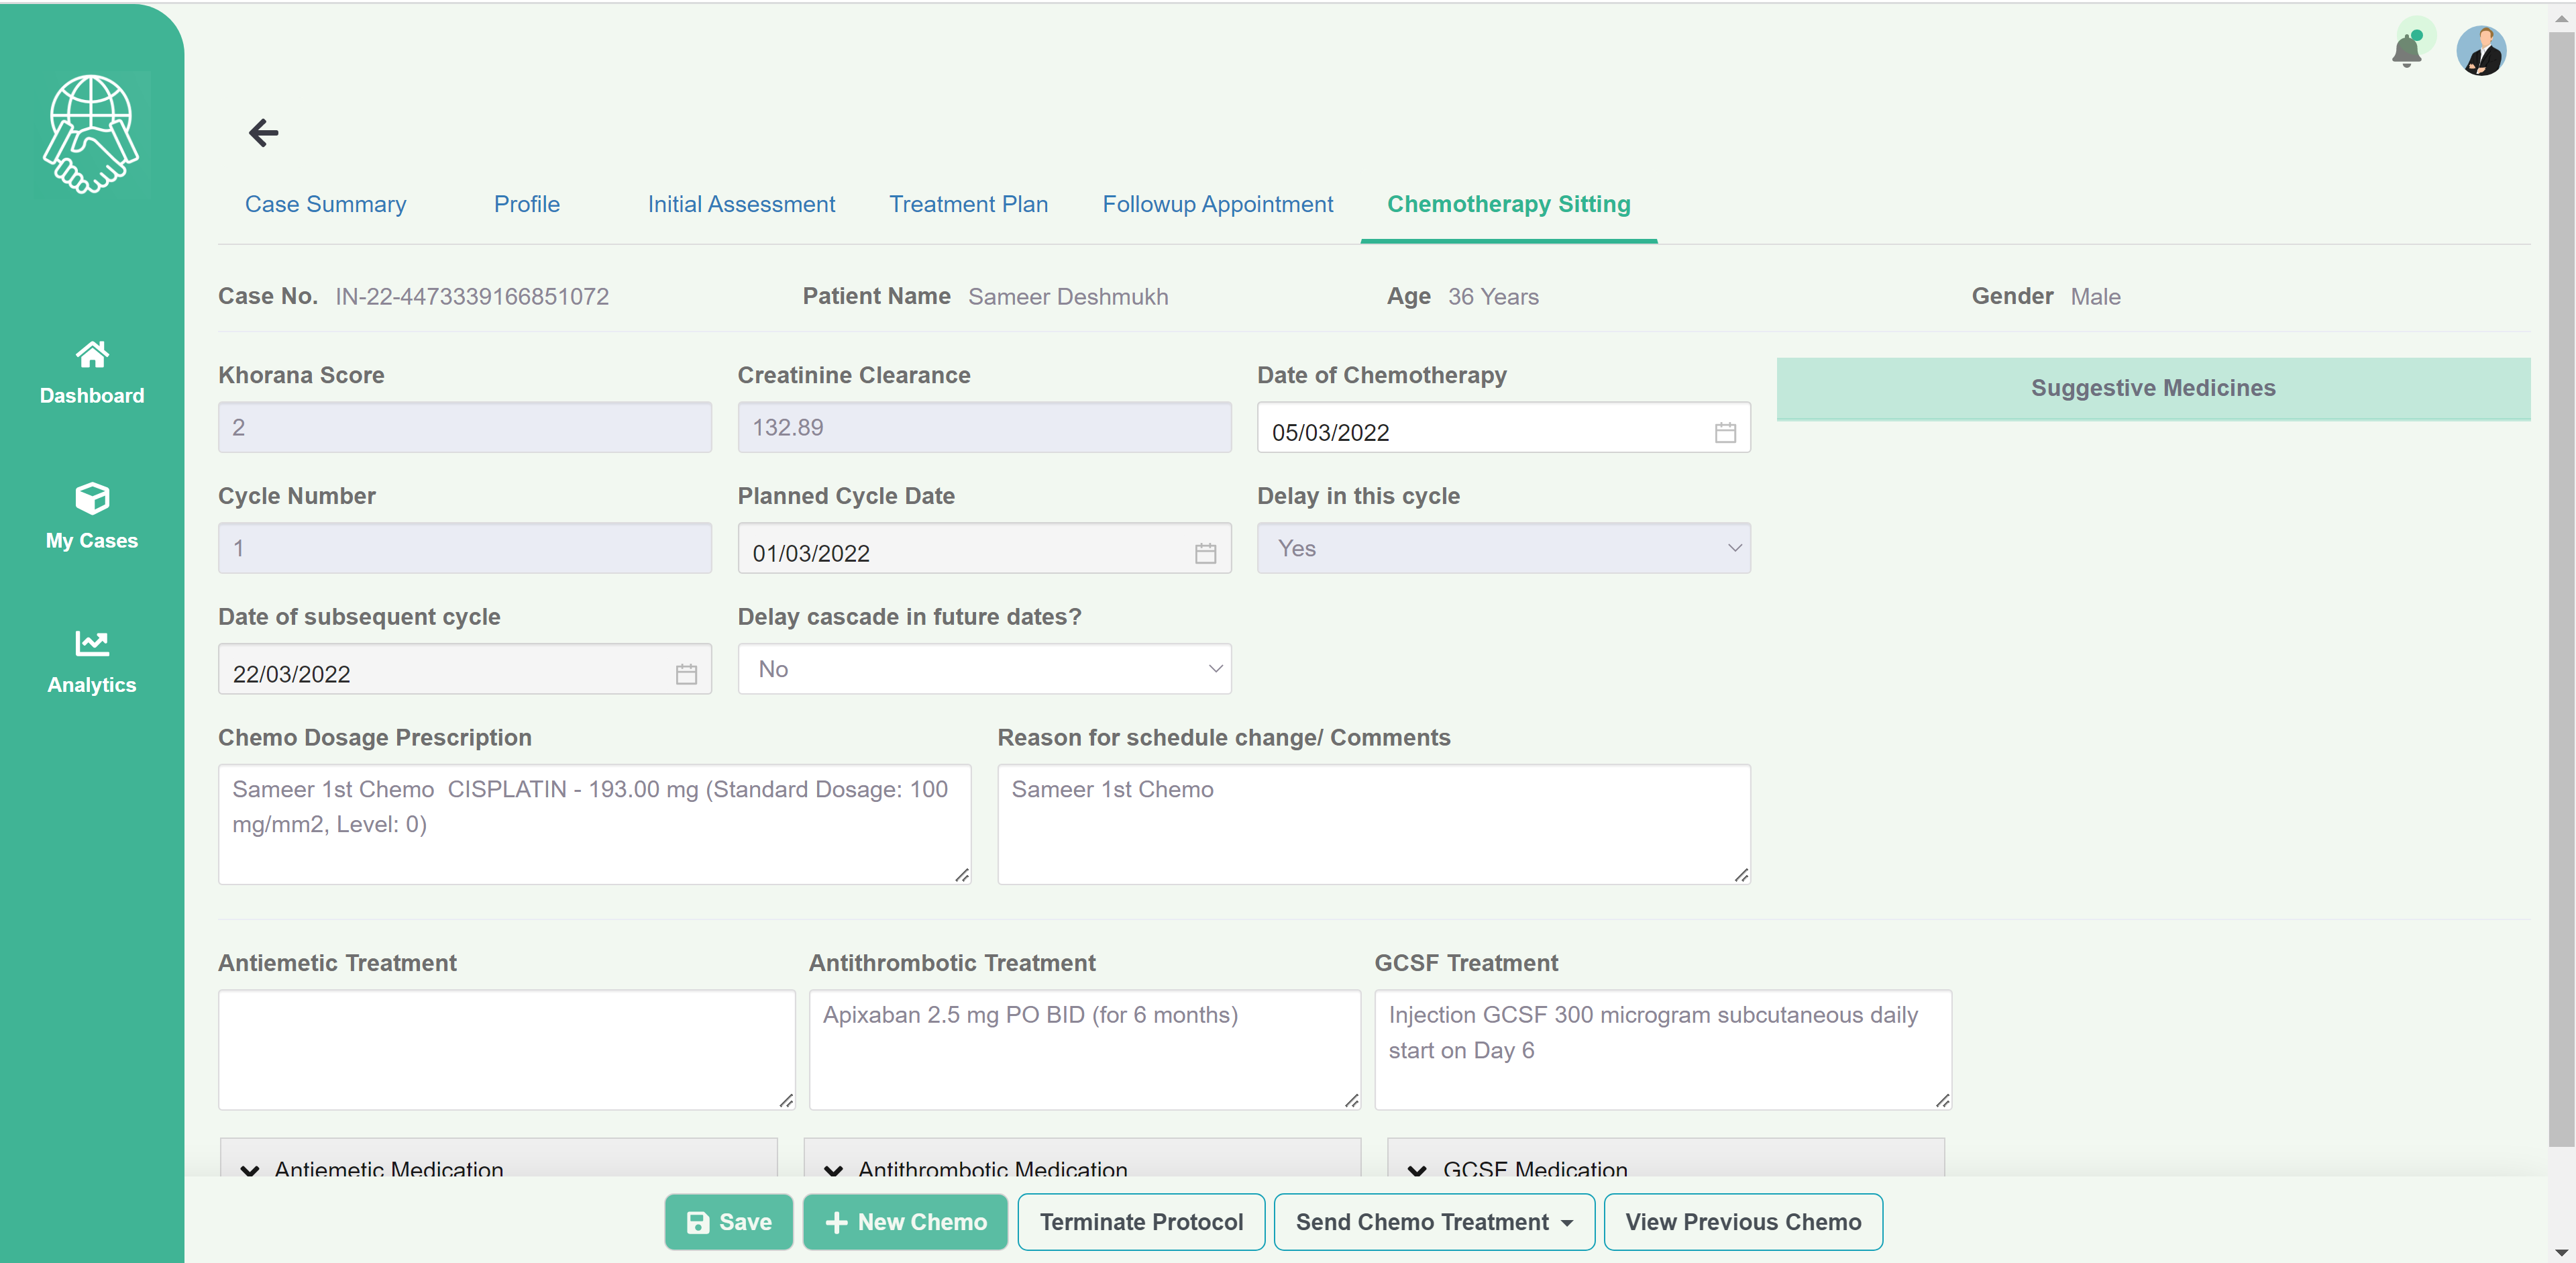 Case Summary Profile Initial Assessment Treatment Plan Followup Appointment Chemotherapy Sitting
Case No. IN-22-4473339166851072 Patient Name Sameer Deshmukh Age 36 Years Gender Male
Khorana Score Creatinine Clearance Date of Chemotherapy Suggestive Medicines
2 132.89 05/03/2022
Dashboard
Cycle Number Planned Cycle Date Delay in this cycle
1 01/03/2022 Yes
My Cases
Date of subsequent cycle Delay cascade in future dates?
22/03/2022 No
Analytics
Chemo Dosage Prescription Reason for schedule change/ Comments
Sameer 1st Chemo  CISPLATIN - 193.00 mg (Standard Dosage: 100 Sameer 1st Chemo
mg/mm2, Level: 0)
Antiemetic Treatment Antithrombotic Treatment GCSF Treatment
Apixaban 2.5 mg PO BID (for 6 months) Injection GCSF 300 microgram subcutaneous daily
start on Day 6
Antiemetic Medication Antithrombotic Medication GCSF Medication
Save New Chemo Terminate Protocol Send Chemo Treatment View Previous Chemo